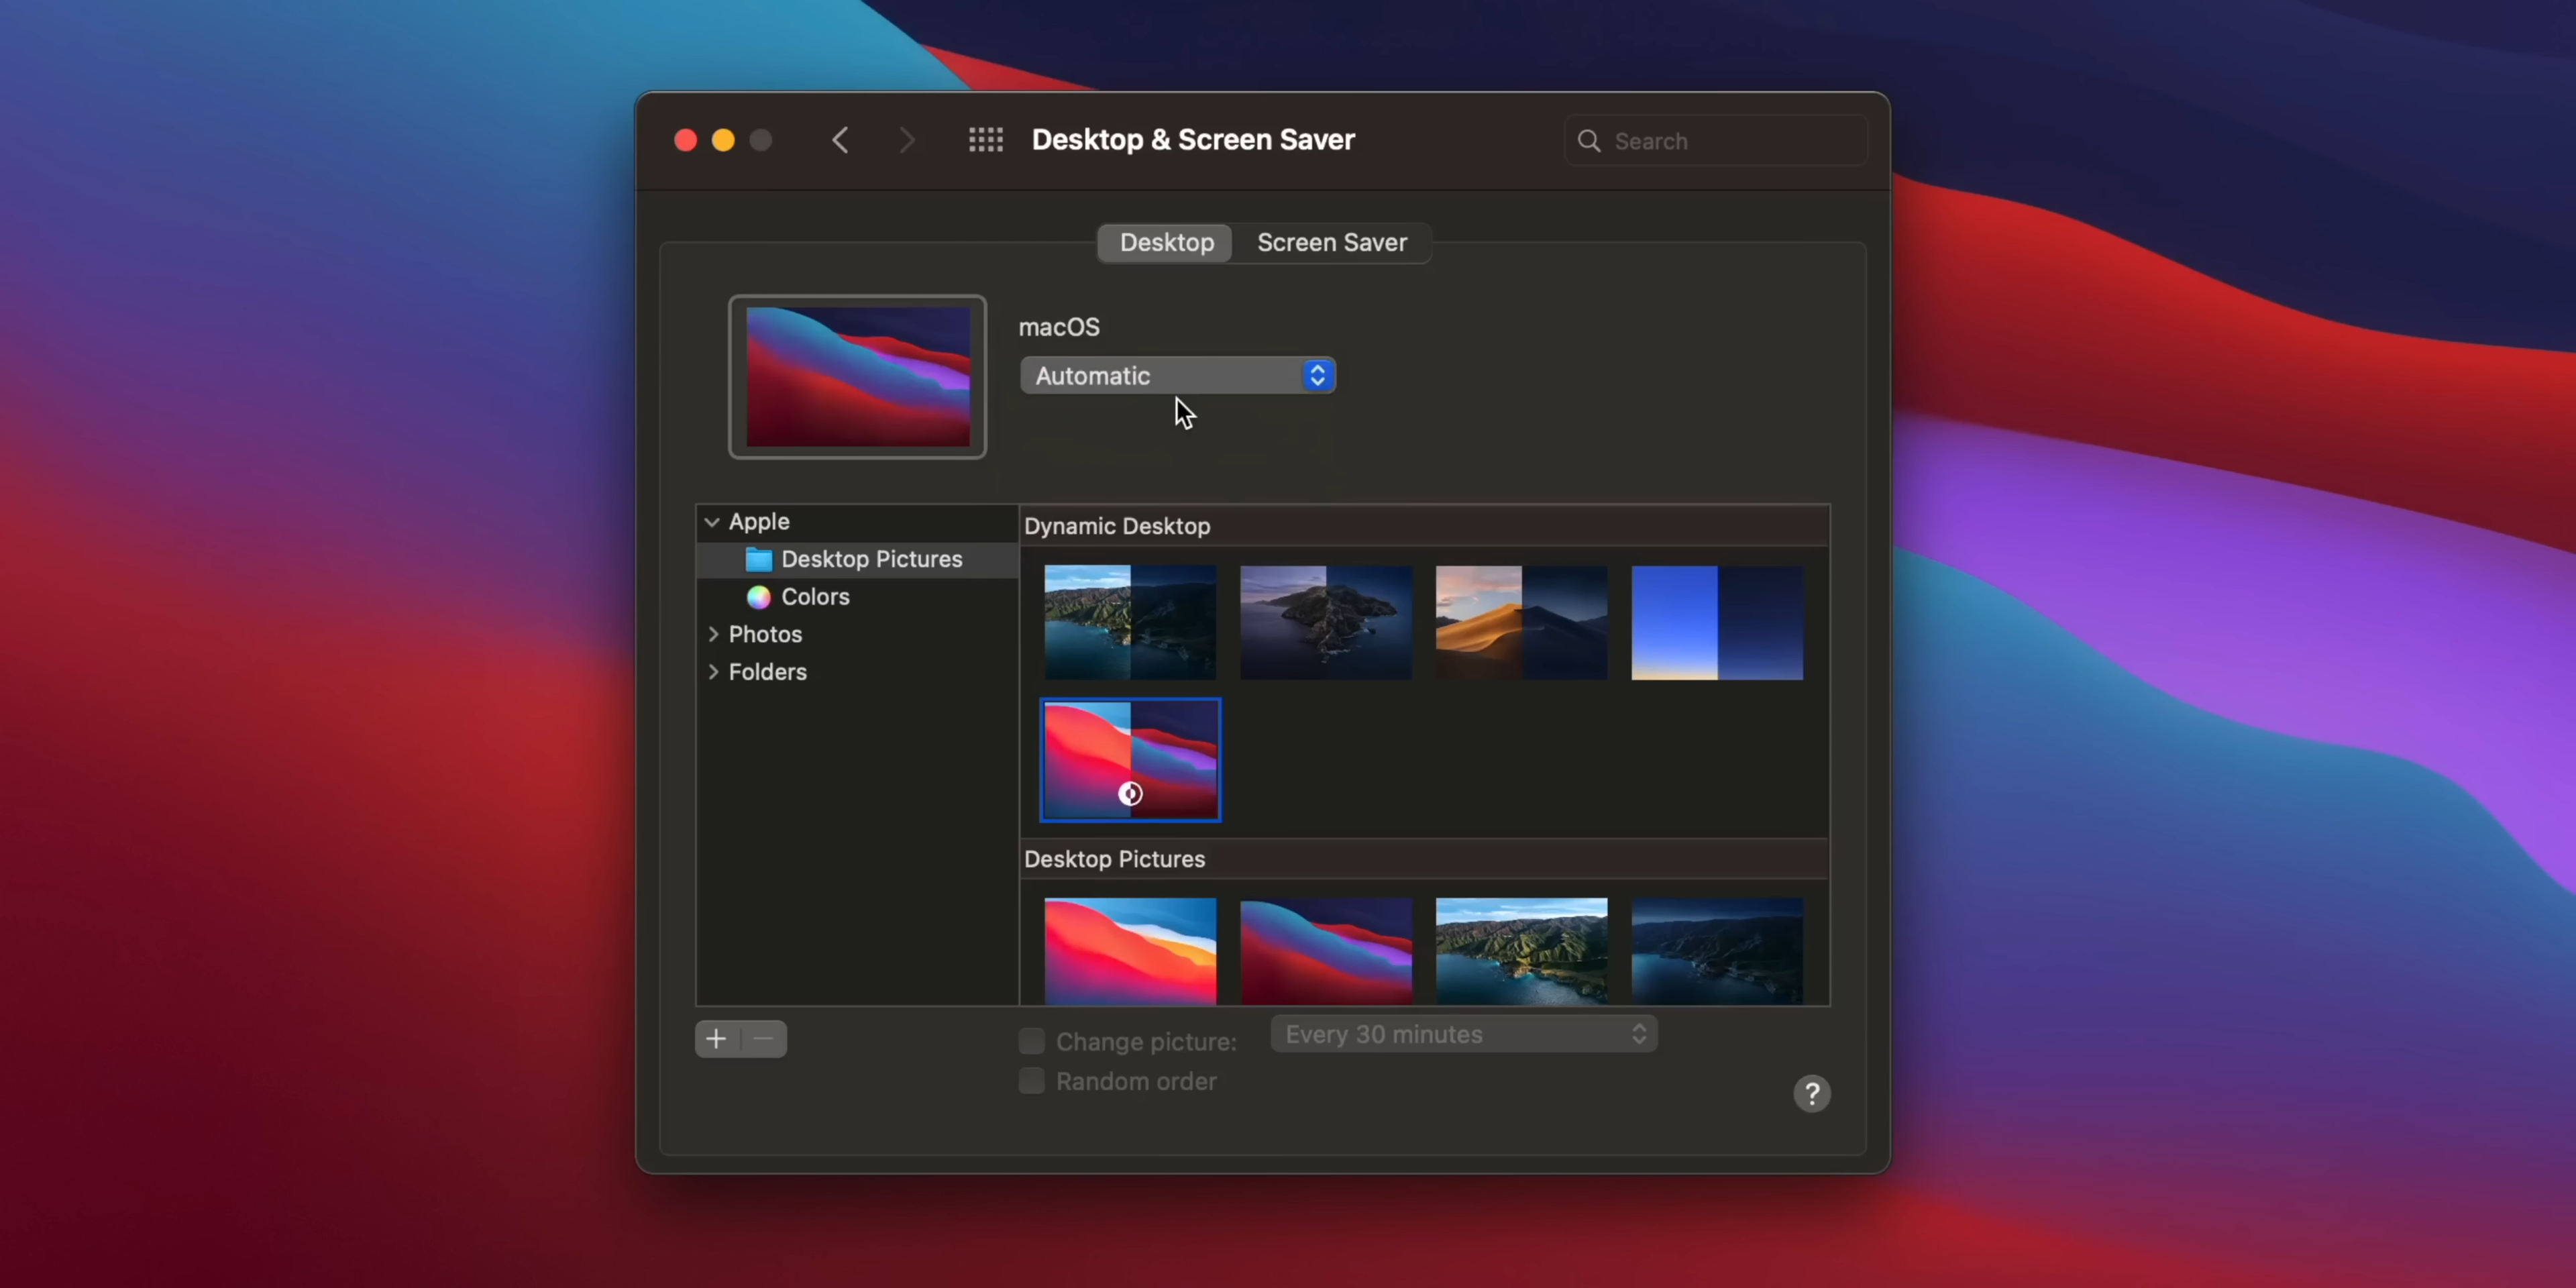 Desktop & Screen Saver
Search
Desktop
Screen Saver
macOS
Automatic
Apple
Desktop Pictures
Colors
Photos
Folders
Dynamic Desktop
Desktop Pictures
Change picture:
Every 30 minutes
Random order
?